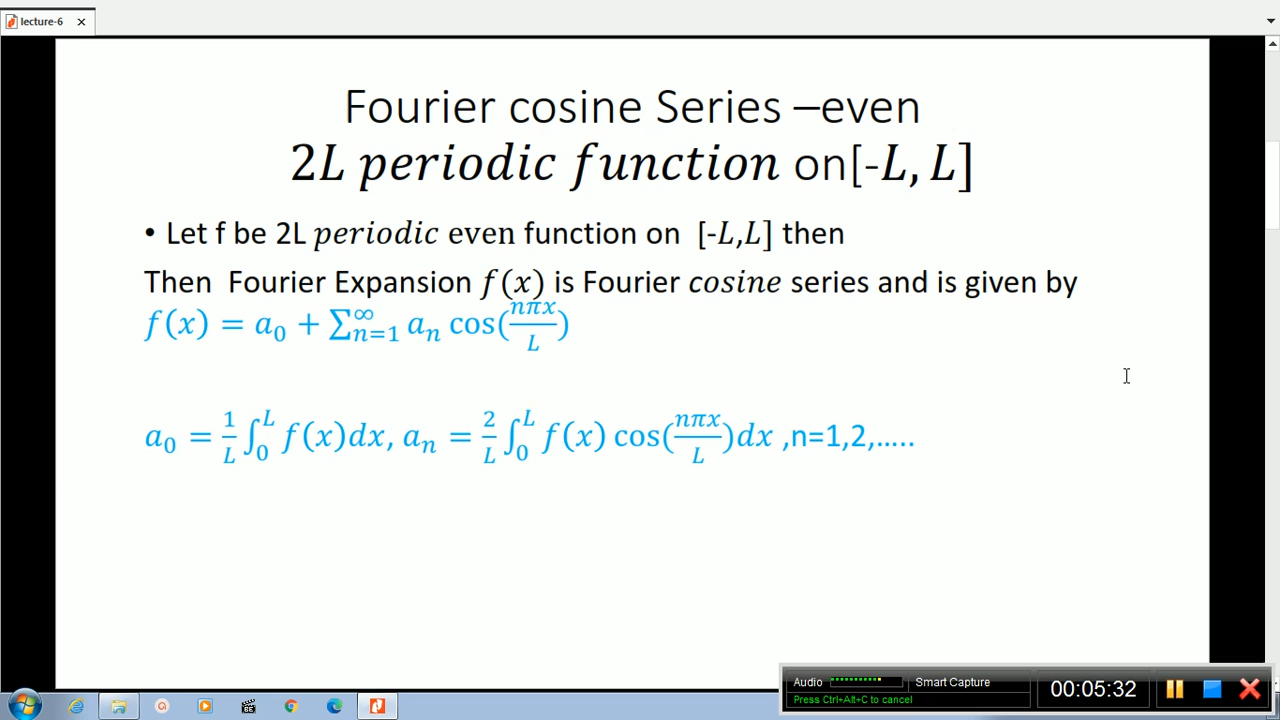 lecture-6
Fourier cosine Series –even
2L periodic function on[-L, L]
• Let f be 2L periodic even function on [-L,L] then
Then Fourier Expansion f(x) is Fourier cosine series and is given by
f(x) = a₀ + ∑_{n=1}^{∞} aₙ cos(nπx/L)
a₀ = 1/L ∫₀ᴸ f(x)dx, aₙ = 2/L ∫₀ᴸ f(x) cos(nπx/L)dx ,n=1,2,.....
Audio Smart Capture 00:05:32
Press Ctrl+Alt+C to cancel